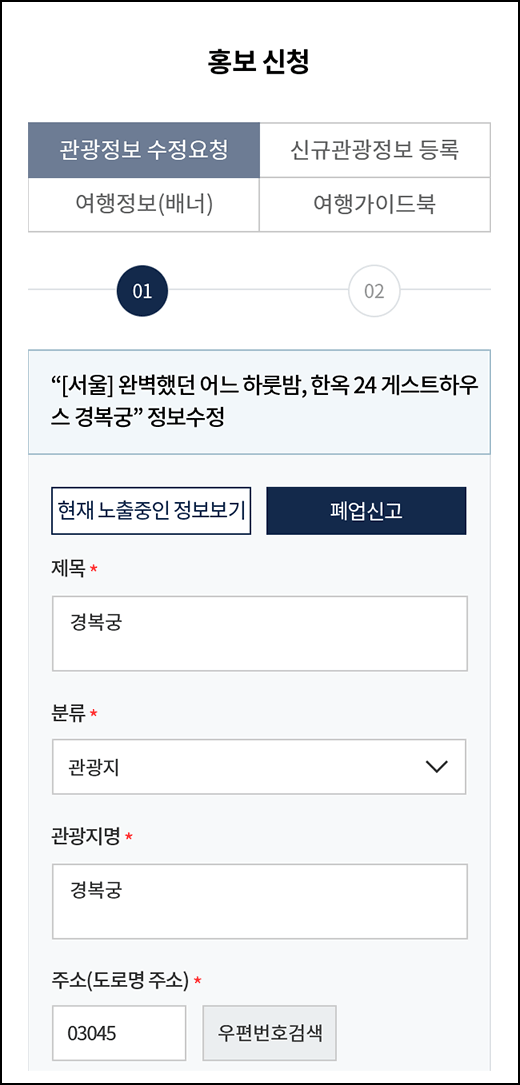 홍보 신청
관광정보 수정요청
신규관광정보 등록
여행정보(배너)
여행가이드북
01
02
“[서울] 완벽했던 어느 하룻밤, 한옥 24 게스트하우
스 경복궁” 정보수정
현재 노출중인 정보보기
폐업신고
제목 *
경복궁
분류 *
관광지
관광지명 *
경복궁
주소(도로명 주소) *
03045
우편번호검색